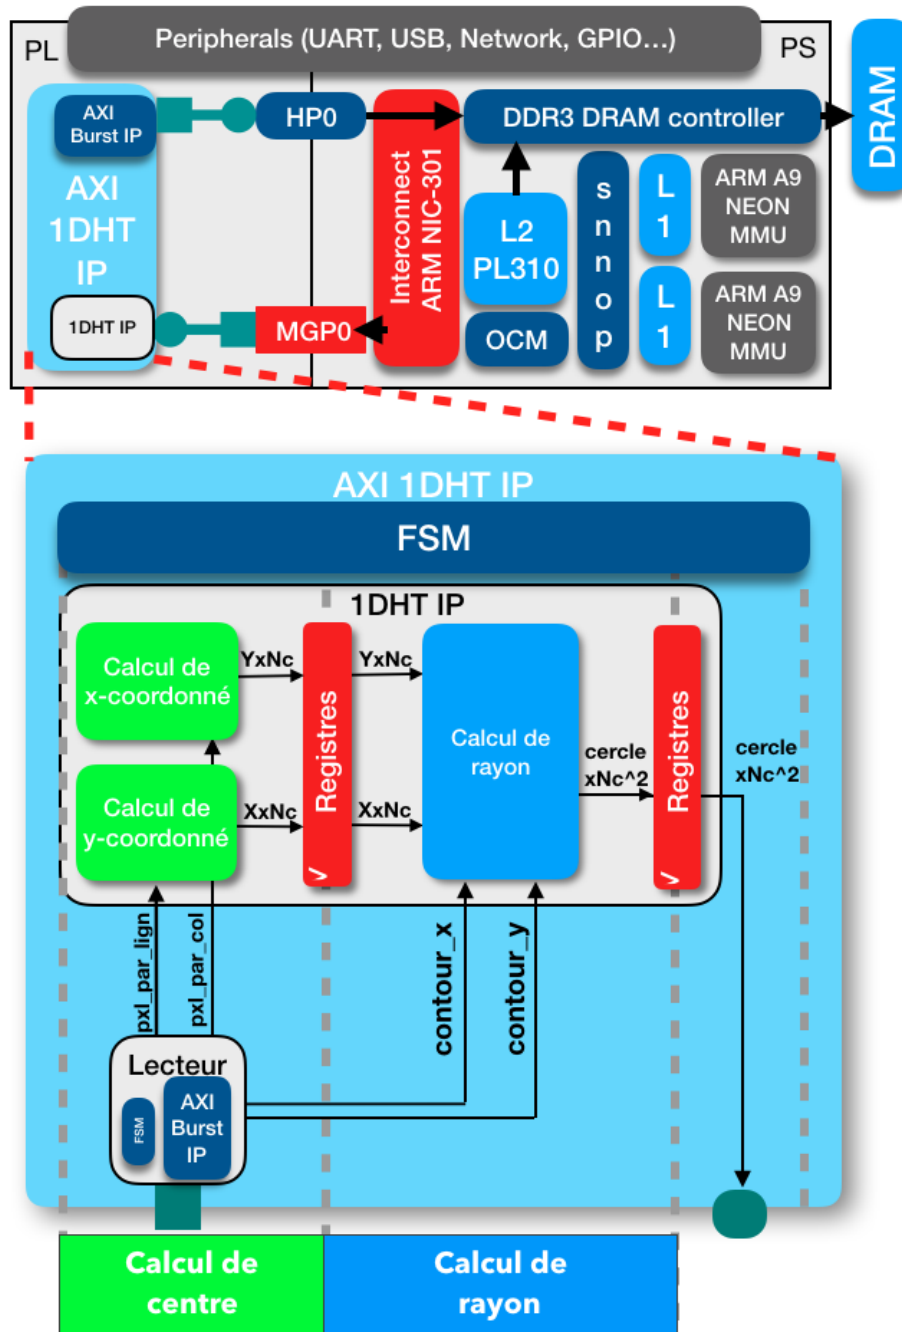 Peripherals (UART, USB, Network, GPIO...)
PL
PS
DRAM
AXI
Burst IP
HP0
DDR3 DRAM controller
AXI
1DHT
IP
Interconnect
ARM NIC-301
L2
PL310
s
n
n
o
p
L
1
ARM A9
NEON
MMU
1DHT IP
MGP0
OCM
L
1
ARM A9
NEON
MMU
AXI 1DHT IP
FSM
1DHT IP
Calcul de
x-coordonné
YxNc
Registres
YxNc
Calcul de
rayon
cercle
xNc^2
Registres
cercle
xNc^2
Calcul de
y-coordonné
XxNc
XxNc
V
V
pxl_par_lign
pxl_par_col
contour_x
contour_y
Lecteur
FSM
AXI
Burst
IP
Calcul de
centre
Calcul de
rayon